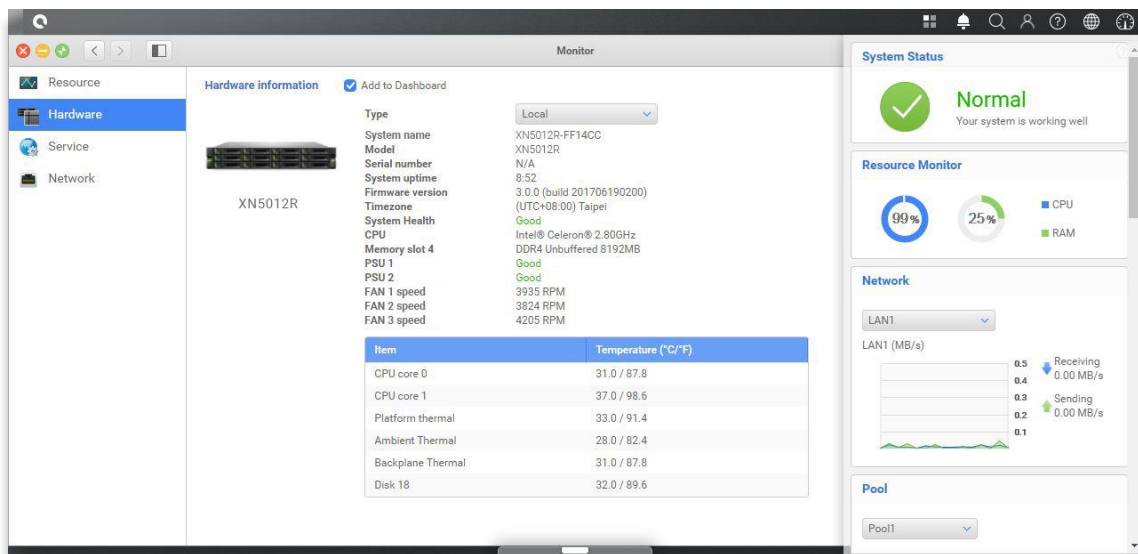 Monitor
Resource
Hardware
Service
Network
Hardware information
Add to Dashboard
XN5012R
Type Local
System name XN5012R-FF14CC
Model XN5012R
Serial number N/A
System uptime 8:52
Firmware version 3.0.0 (build 201706190200)
Timezone (UTC+08:00) Taipei
System Health Good
CPU Intel® Celeron® 2.80GHz
Memory slot 4 DDR4 Unbuffered 8192MB
PSU 1 Good
PSU 2 Good
FAN 1 speed 3935 RPM
FAN 2 speed 3824 RPM
FAN 3 speed 4205 RPM
Item Temperature (°C/°F)
CPU core 0 31.0 / 87.8
CPU core 1 37.0 / 98.6
Platform thermal 33.0 / 91.4
Ambient Thermal 28.0 / 82.4
Backplane Thermal 31.0 / 87.8
Disk 18 32.0 / 89.6
System Status
Normal
Your system is working well
Resource Monitor
99%
25%
CPU
RAM
Network
LAN1
LAN1 (MB/s)
0.5
0.4
0.3
0.2
0.1
Receiving
0.00 MB/s
Sending
0.00 MB/s
Pool
Pool1